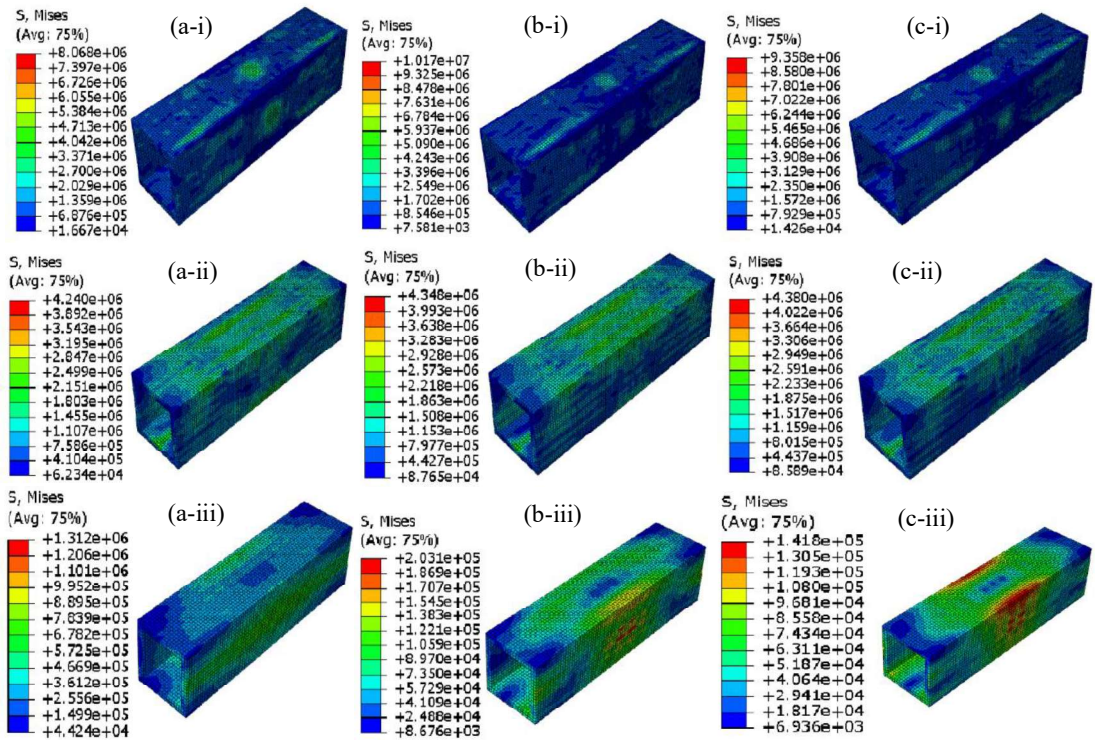 S, Mises
(Avg: 75%)
+8.068e+06
+7.397e+06
+6.726e+06
+6.055e+06
+5.384e+06
+4.713e+06
+4.042e+06
+3.371e+06
+2.700e+06
+2.029e+06
+1.359e+06
+6.876e+05
+1.667e+04
(a-i)
S, Mises
(Avg: 75%)
+1.017e+07
+9.325e+06
+8.478e+06
+7.631e+06
+6.784e+06
+5.937e+06
+5.090e+06
+4.243e+06
+3.396e+06
+2.549e+06
+1.702e+06
+8.546e+05
+7.581e+03
(b-i)
S, Mises
(Avg: 75%)
+9.358e+06
+8.580e+06
+7.801e+06
+7.022e+06
+6.244e+06
+5.465e+06
+4.686e+06
+3.908e+06
+3.129e+06
+2.350e+06
+1.572e+06
+7.929e+05
+1.426e+04
(c-i)
S, Mises
(Avg: 75%)
+4.240e+06
+3.892e+06
+3.543e+06
+3.195e+06
+2.847e+06
+2.499e+06
+2.151e+06
+1.803e+06
+1.455e+06
+1.107e+06
+7.586e+05
+4.104e+05
+6.234e+04
(a-ii)
S, Mises
(Avg: 75%)
+4.348e+06
+3.993e+06
+3.638e+06
+3.283e+06
+2.928e+06
+2.573e+06
+2.218e+06
+1.863e+06
+1.508e+06
+1.153e+06
+7.977e+05
+4.427e+05
+8.765e+04
(b-ii)
S, Mises
(Avg: 75%)
+4.380e+06
+4.022e+06
+3.664e+06
+3.306e+06
+2.949e+06
+2.591e+06
+2.233e+06
+1.875e+06
+1.517e+06
+1.159e+06
+8.015e+05
+4.437e+05
+8.589e+04
(c-ii)
S, Mises
(Avg: 75%)
+1.312e+06
+1.206e+06
+1.101e+06
+9.952e+05
+8.895e+05
+7.839e+05
+6.782e+05
+5.725e+05
+4.669e+05
+3.612e+05
+2.556e+05
+1.499e+05
+4.424e+04
(a-iii)
S, Mises
(Avg: 75%)
+2.031e+05
+1.869e+05
+1.707e+05
+1.545e+05
+1.383e+05
+1.221e+05
+1.059e+05
+8.970e+04
+7.350e+04
+5.729e+04
+4.109e+04
+2.488e+04
+8.676e+03
(b-iii)
S, Mises
(Avg: 75%)
+1.418e+05
+1.305e+05
+1.193e+05
+1.080e+05
+9.681e+04
+8.558e+04
+7.434e+04
+6.311e+04
+5.187e+04
+4.064e+04
+2.941e+04
+1.817e+04
+6.936e+03
(c-iii)